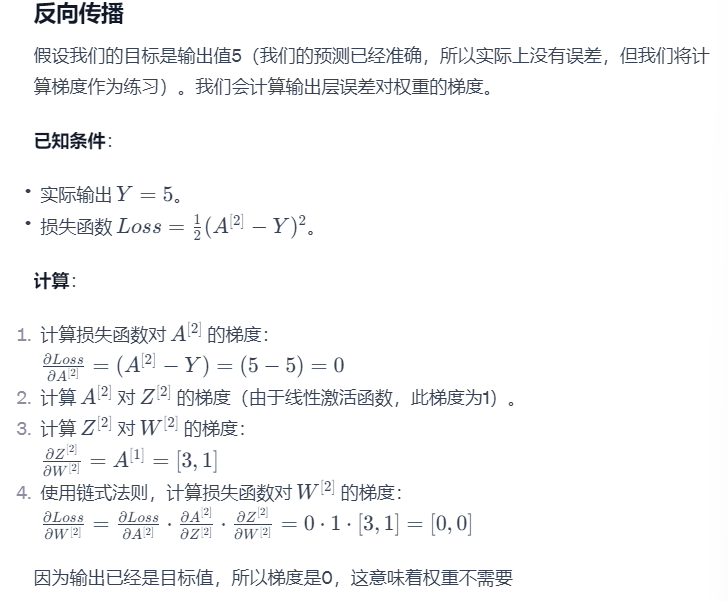 反向传播
假设我们的目标是输出值5（我们的预测已经准确，所以实际上没有误差，但我们将计
算梯度作为练习）。我们会计算输出层误差对权重的梯度。
已知条件：
• 实际输出 $Y = 5$。
• 损失函数 $Loss = \frac{1}{2}(A^{[2]} - Y)^2$。
计算：
1. 计算损失函数对 $A^{[2]}$ 的梯度：
$\frac{\partial Loss}{\partial A^{[2]}} = (A^{[2]} - Y) = (5 - 5) = 0$
2. 计算 $A^{[2]}$ 对 $Z^{[2]}$ 的梯度（由于线性激活函数，此梯度为1）。
3. 计算 $Z^{[2]}$ 对 $W^{[2]}$ 的梯度：
$\frac{\partial Z^{[2]}}{\partial W^{[2]}} = A^{[1]} = [3, 1]$
4. 使用链式法则，计算损失函数对 $W^{[2]}$ 的梯度：
$\frac{\partial Loss}{\partial W^{[2]}} = \frac{\partial Loss}{\partial A^{[2]}} \cdot \frac{\partial A^{[2]}}{\partial Z^{[2]}} \cdot \frac{\partial Z^{[2]}}{\partial W^{[2]}} = 0 \cdot 1 \cdot [3, 1] = [0, 0]$
因为输出已经是目标值，所以梯度是0，这意味着权重不需要